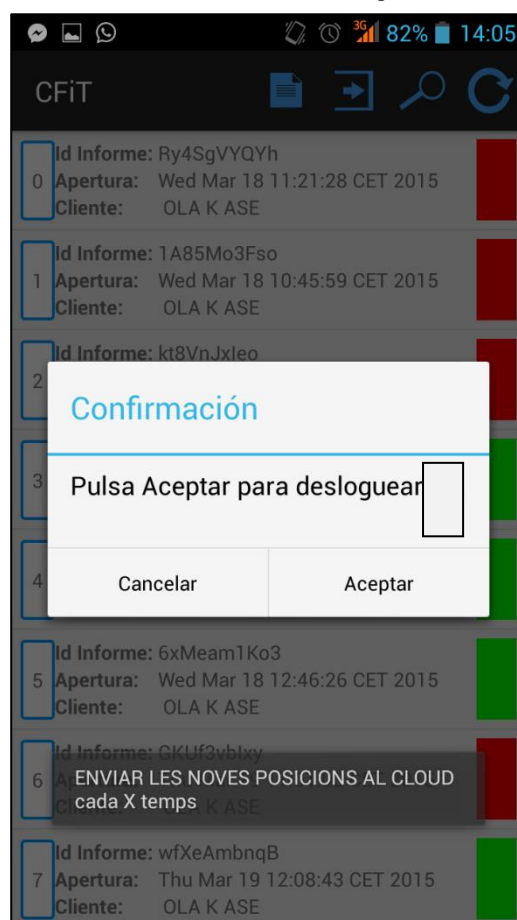 3G 82% 14:05
CFiT
Id Informe: Ry4SgVYQYh
0 Apertura: Wed Mar 18 11:21:28 CET 2015
Cliente: OLA K ASE
Id Informe: 1A85Mo3Fso
1 Apertura: Wed Mar 18 10:45:59 CET 2015
Cliente: OLA K ASE
Id Informe: kt8VnJxIeo
2
Confirmación
3
Pulsa Aceptar para desloguear
4
Cancelar Aceptar
Id Informe: 6xMeam1Ko3
5 Apertura: Wed Mar 18 12:46:26 CET 2015
Cliente: OLA K ASE
Id Informe: GKUf3vbIxy
6
ENVIAR LES NOVES POSICIONS AL CLOUD
cada X temps
Id Informe: wfXeAmbnqB
7 Apertura: Thu Mar 19 12:08:43 CET 2015
Cliente: OLA K ASE